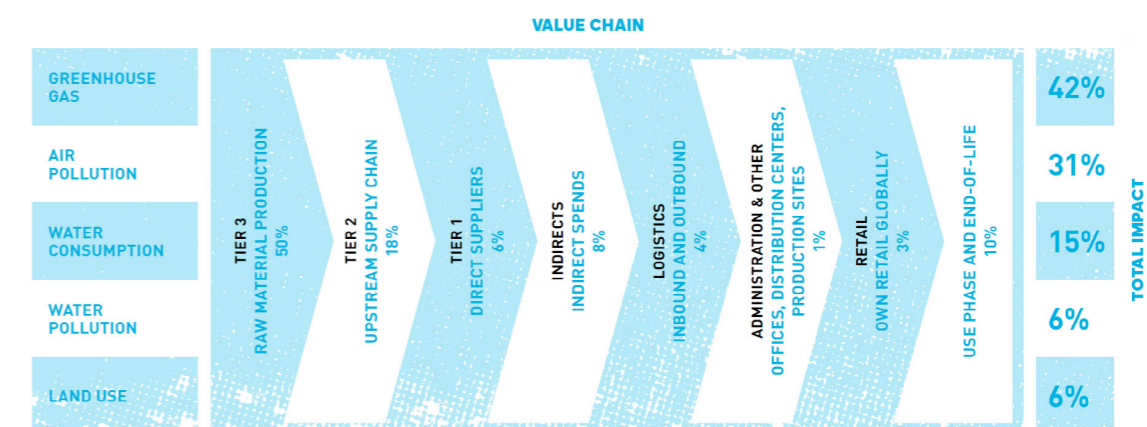 VALUE CHAIN
GREENHOUSE
GAS
AIR
POLLUTION
WATER
CONSUMPTION
WATER
POLLUTION
LAND USE
TIER 3
RAW MATERIAL PRODUCTION
50%
TIER 2
UPSTREAM SUPPLY CHAIN
18%
TIER 1
DIRECT SUPPLIERS
6%
INDIRECTS
INDIRECT SPENDS
8%
LOGISTICS
INBOUND AND OUTBOUND
4%
ADMINISTRATION & OTHER
OFFICES, DISTRIBUTION CENTERS,
PRODUCTION SITES
1%
RETAIL
OWN RETAIL GLOBALLY
3%
USE PHASE AND END-OF-LIFE
10%
42%
31%
15%
6%
6%
TOTAL IMPACT